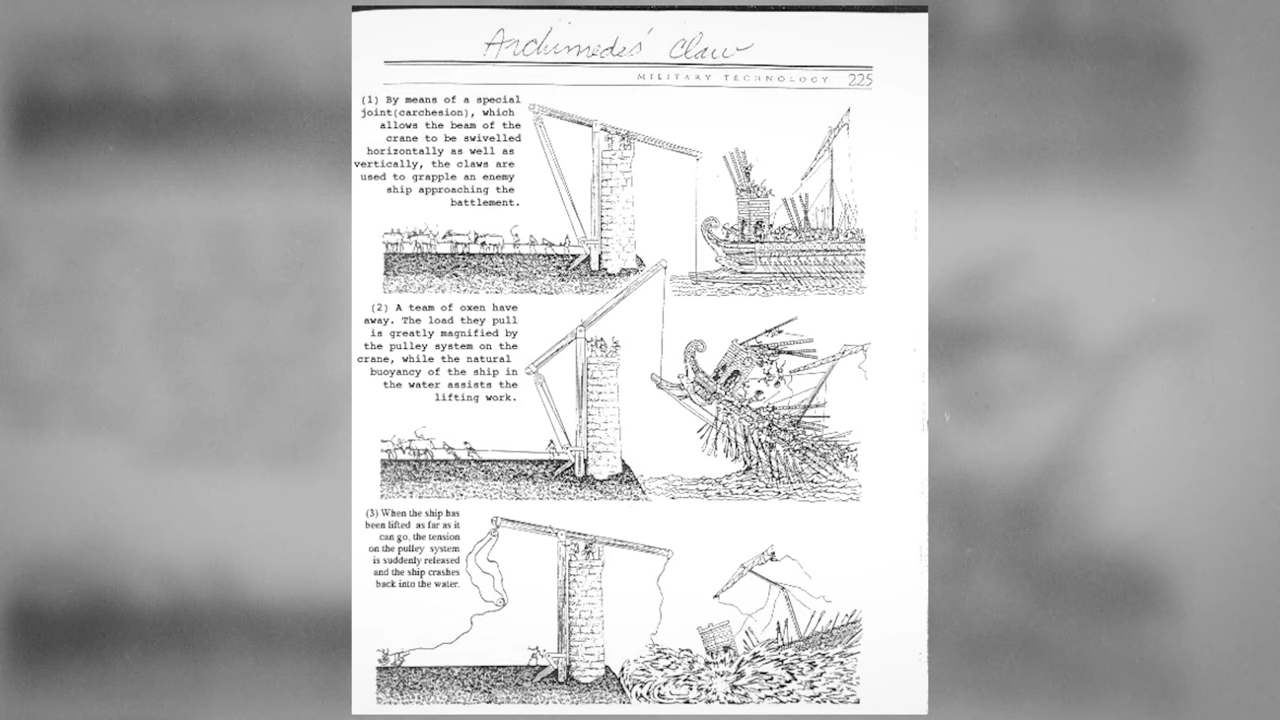 Archimedes' Claw
MILITARY TECHNOLOGY 225
(1) By means of a special
joint(carchesion), which
allows the beam of the
crane to be swivelled
horizontally as well as
vertically, the claws are
used to grapple an enemy
ship approaching the
battlement.
(2) A team of oxen have
away. The load they pull
is greatly magnified by
the pulley system on the
crane, while the natural
buoyancy of the ship in
the water assists the
lifting work.
(3) When the ship has
been lifted as far as it
can go, the tension
on the pulley system
is suddenly released
and the ship crashes
back into the water.